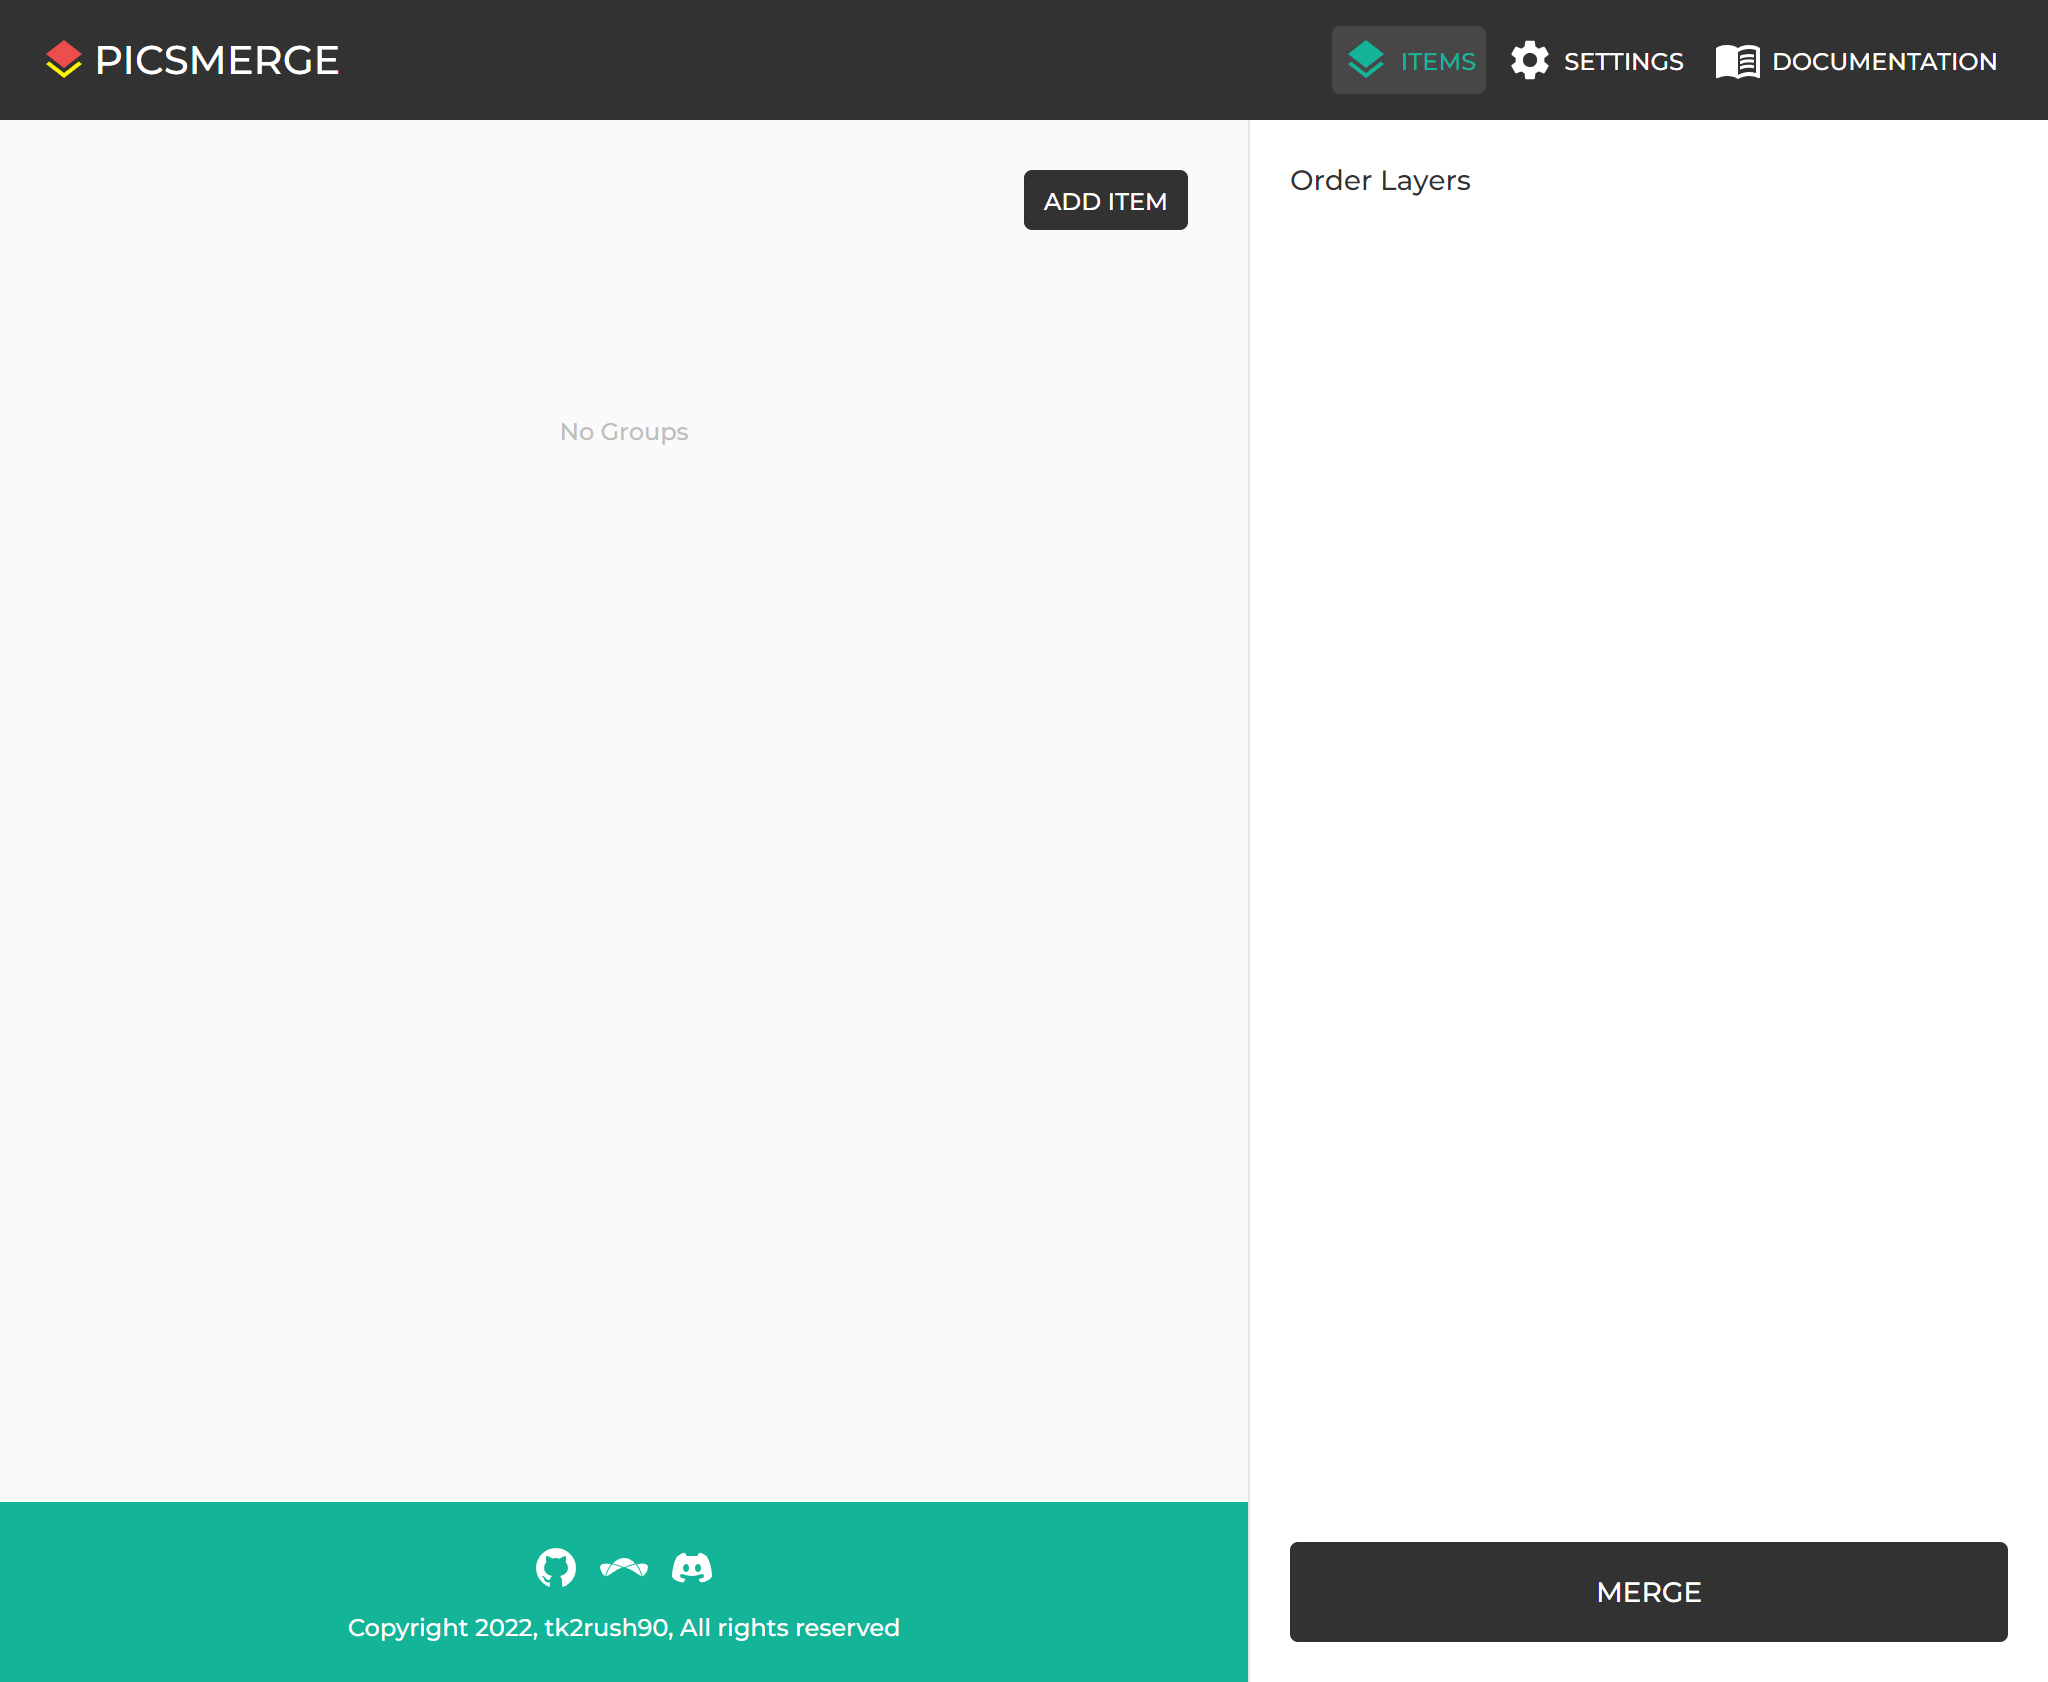 PICSMERGE
ITEMS
SETTINGS
DOCUMENTATION
ADD ITEM
Order Layers
No Groups
Copyright 2022, tk2rush90, All rights reserved
MERGE